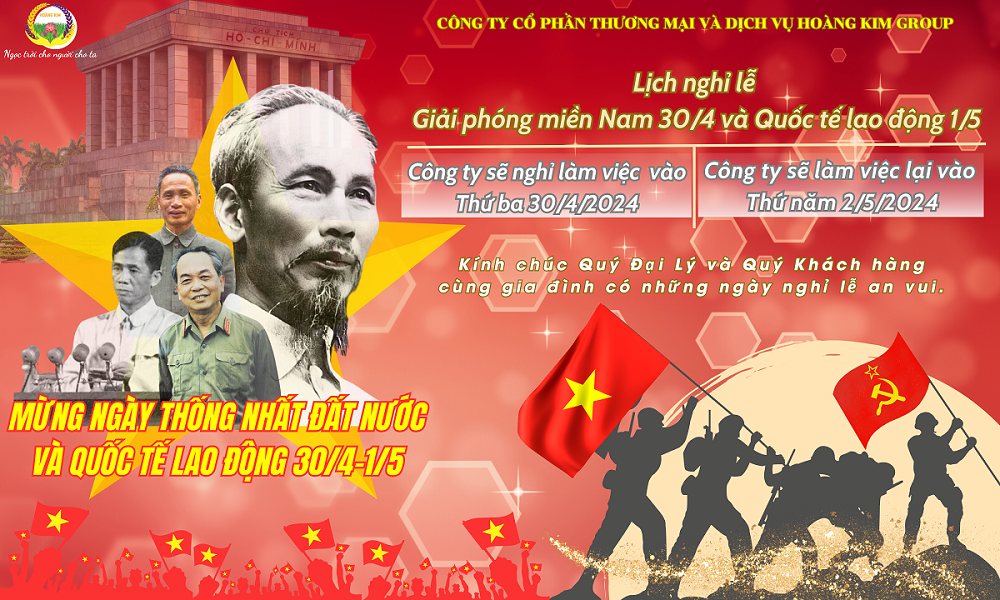 HOÀNG KIM
Ngọc trời cho người cho ta
CHỦ TỊCH
HỒ-CHÍ-MINH
CÔNG TY CỔ PHẦN THƯƠNG MẠI VÀ DỊCH VỤ HOÀNG KIM GROUP
Lịch nghỉ lễ
Giải phóng miền Nam 30/4 và Quốc tế lao động 1/5
Công ty sẽ nghỉ làm việc vào
Thứ ba 30/4/2024
Công ty sẽ làm việc lại vào
Thứ năm 2/5/2024
Kính chúc Quý Đại Lý và Quý Khách hàng
cùng gia đình có những ngày nghỉ lễ an vui.
MỪNG NGÀY THỐNG NHẤT ĐẤT NƯỚC
VÀ QUỐC TẾ LAO ĐỘNG 30/4-1/5